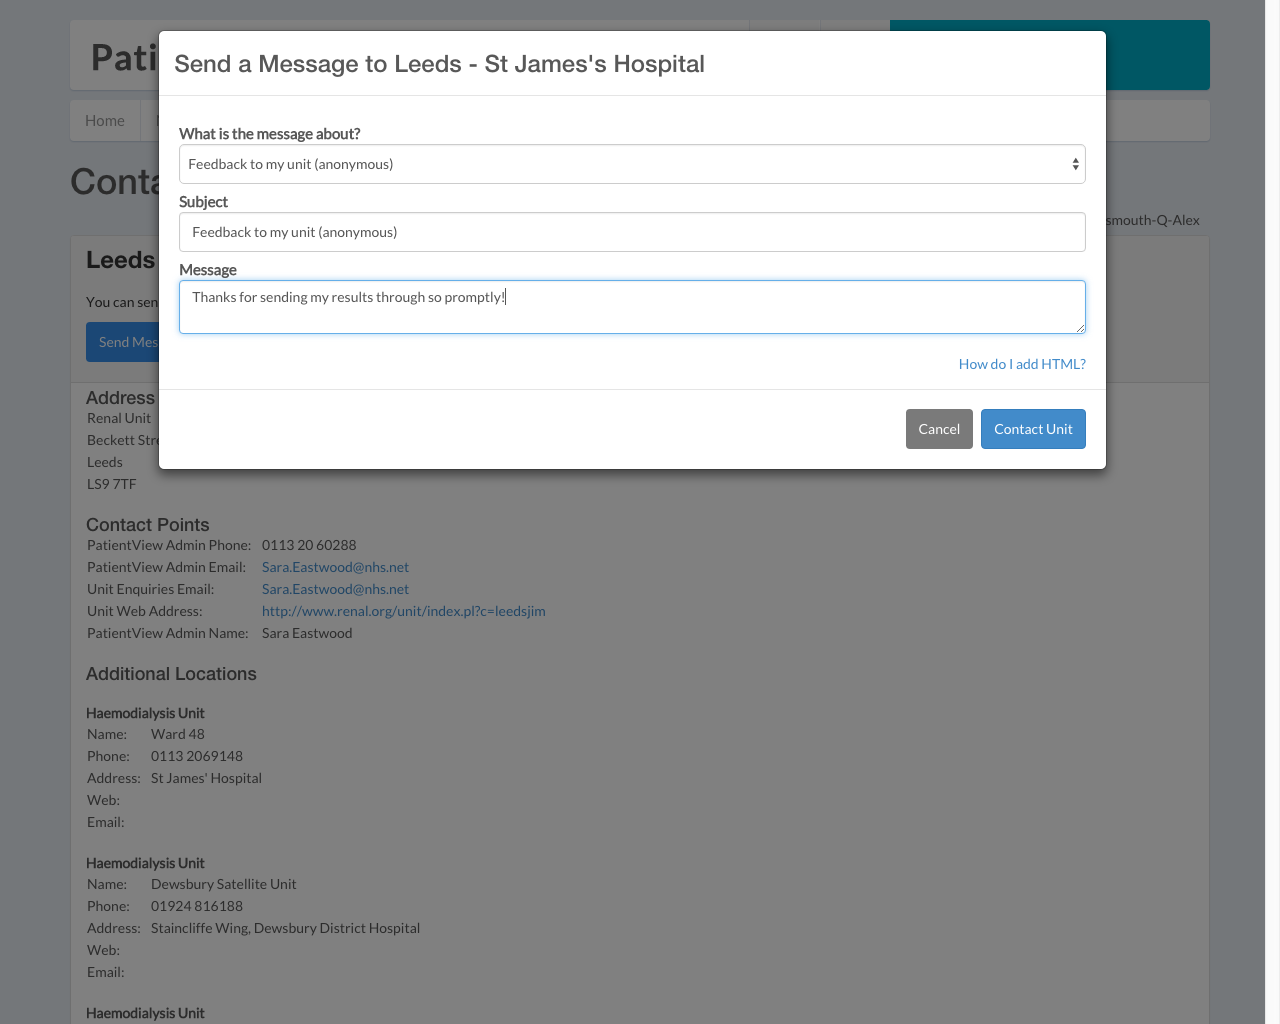 Pati
Send a Message to Leeds - St James's Hospital
Home
What is the message about?
Feedback to my unit (anonymous)
Conta
Subject
smouth-Q-Alex
Feedback to my unit (anonymous)
Leeds
Message
You can sen
Thanks for sending my results through so promptly!
Send Mes
How do I add HTML?
Address
Renal Unit
Cancel
Contact Unit
Beckett Stre
Leeds
LS9 7TF
Contact Points
PatientView Admin Phone: 0113 20 60288
PatientView Admin Email: Sara.Eastwood@nhs.net
Unit Enquiries Email: Sara.Eastwood@nhs.net
Unit Web Address: http://www.renal.org/unit/index.pl?c=leedsjim
PatientView Admin Name: Sara Eastwood
Additional Locations
Haemodialysis Unit
Name: Ward 48
Phone: 0113 2069148
Address: St James' Hospital
Web:
Email:
Haemodialysis Unit
Name: Dewsbury Satellite Unit
Phone: 01924 816188
Address: Staincliffe Wing, Dewsbury District Hospital
Web:
Email:
Haemodialysis Unit